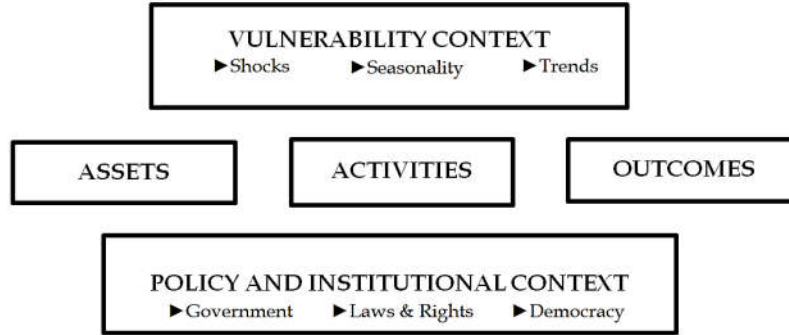 VULNERABILITY CONTEXT
►Shocks ►Seasonality ►Trends
ASSETS ACTIVITIES OUTCOMES
POLICY AND INSTITUTIONAL CONTEXT
►Government ►Laws & Rights ►Democracy